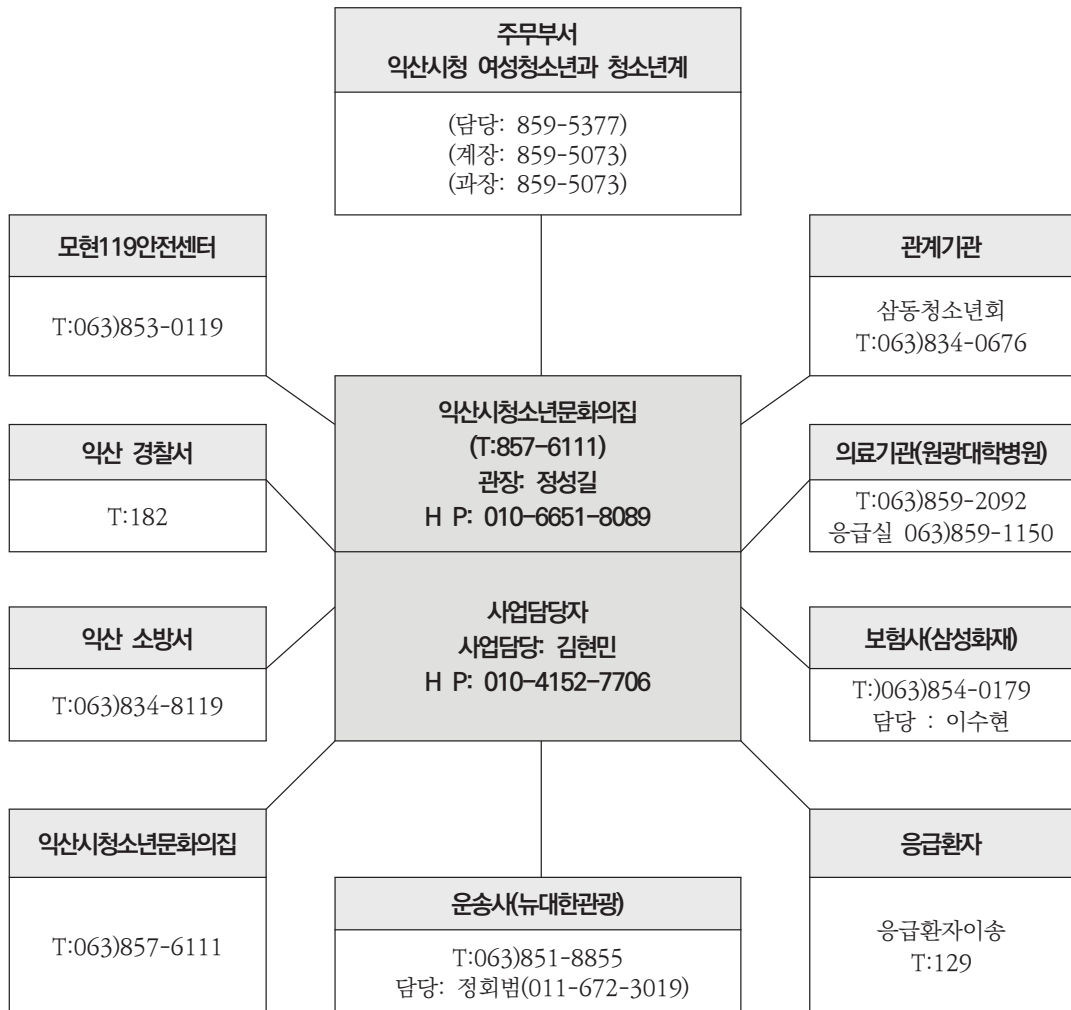 주무부서
익산시청 여성청소년과 청소년계
(담당: 859-5377)
(계장: 859-5073)
(과장: 859-5073)
모현119안전센터
T:063)853-0119
관계기관
삼동청소년회
T:063)834-0676
익산시청소년문화의집
(T:857-6111)
관장: 정성길
H P: 010-6651-8089
익산 경찰서
T:182
의료기관(원광대학병원)
T:063)859-2092
응급실 063)859-1150
사업담당자
사업담당: 김현민
H P: 010-4152-7706
익산 소방서
T:063)834-8119
보험사(삼성화재)
T:)063)854-0179
담당 : 이수현
익산시청소년문화의집
T:063)857-6111
운송사(뉴대한관광)
T:063)851-8855
담당: 정회범(011-672-3019)
응급환자
응급환자이송
T:129